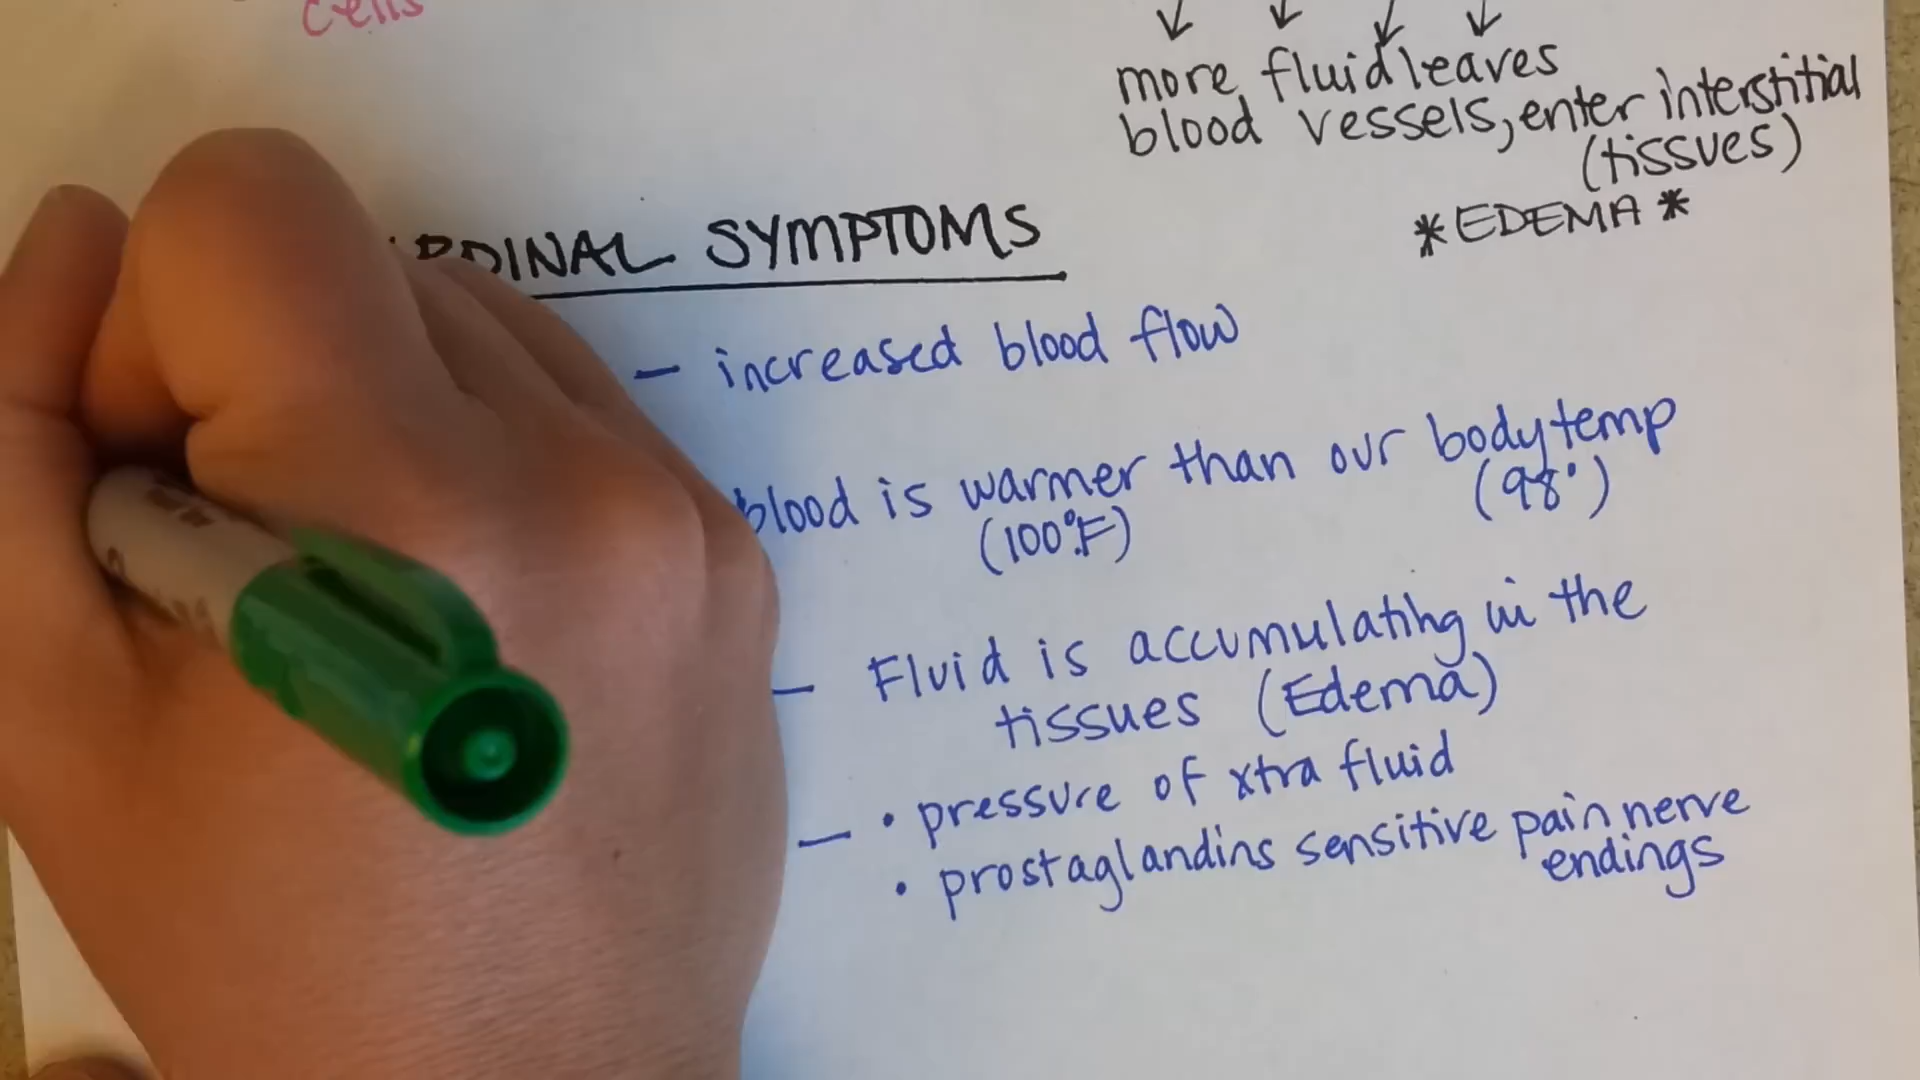 cells
more fluid leaves
blood vessels, enter interstitial
(tissues)
*EDEMA*
SYMPTOMS
— increased blood flow
blood is warmer than our body temp
(100°F) (98°)
— Fluid is accumulating in the
tissues (Edema)
— • pressure of xtra fluid
• prostaglandins sensitive pain nerve
endings